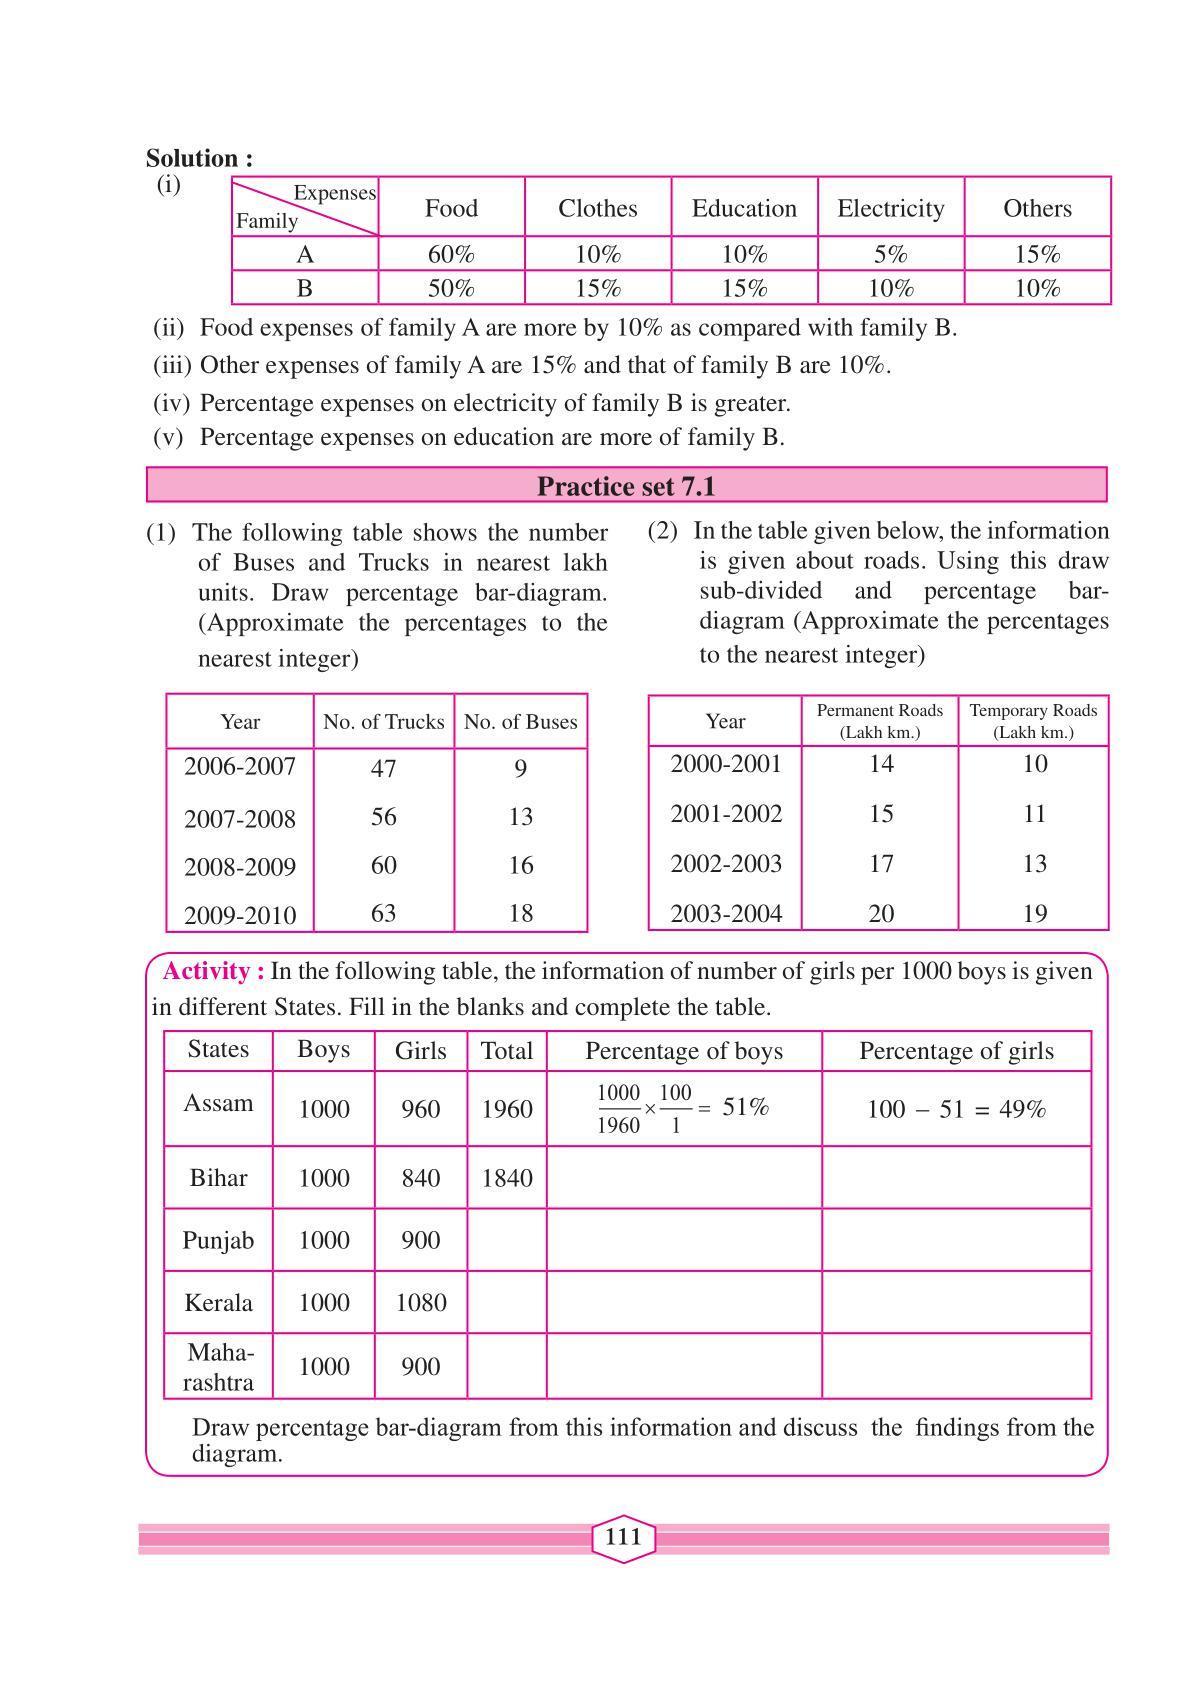 Solution :
(i)
Expenses
Family
Food Clothes Education Electricity Others
A 60% 10% 10% 5% 15%
B 50% 15% 15% 10% 10%
(ii) Food expenses of family A are more by 10% as compared with family B.
(iii) Other expenses of family A are 15% and that of family B are 10%.
(iv) Percentage expenses on electricity of family B is greater.
(v) Percentage expenses on education are more of family B.
Practice set 7.1
(1) The following table shows the number
of Buses and Trucks in nearest lakh
units. Draw percentage bar-diagram.
(Approximate the percentages to the
nearest integer)
Year No. of Trucks No. of Buses
2006-2007 47 9
2007-2008 56 13
2008-2009 60 16
2009-2010 63 18
(2) In the table given below, the information
is given about roads. Using this draw
sub-divided and percentage bar-
diagram (Approximate the percentages
to the nearest integer)
Year Permanent Roads (Lakh km.) Temporary Roads (Lakh km.)
2000-2001 14 10
2001-2002 15 11
2002-2003 17 13
2003-2004 20 19
Activity : In the following table, the information of number of girls per 1000 boys is given
in different States. Fill in the blanks and complete the table.
States Boys Girls Total Percentage of boys Percentage of girls
Assam 1000 960 1960 1000/1960 × 100/1 = 51% 100 – 51 = 49%
Bihar 1000 840 1840
Punjab 1000 900
Kerala 1000 1080
Maha-
rashtra 1000 900
Draw percentage bar-diagram from this information and discuss the findings from the
diagram.
111